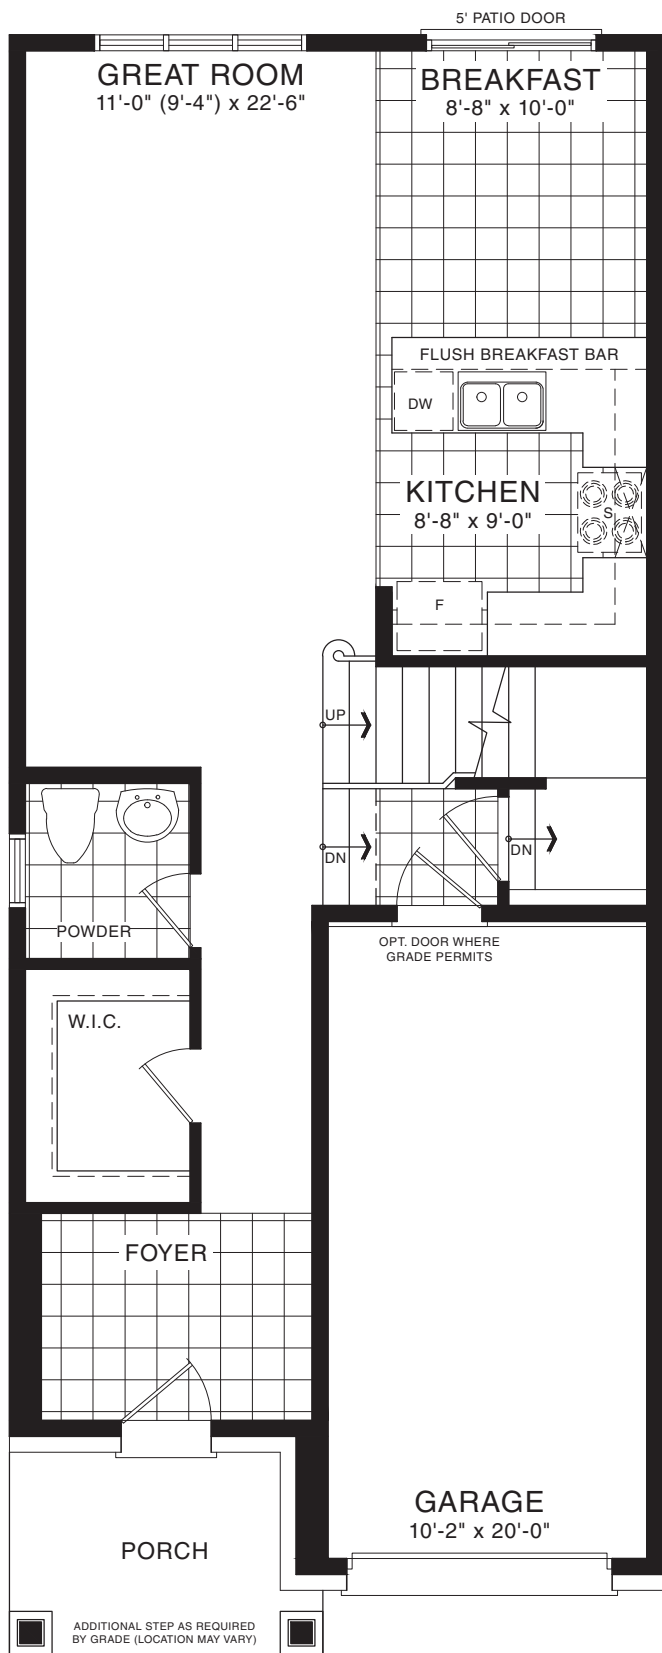 5' PATIO DOOR
GREAT ROOM
11'-0" (9'-4") x 22'-6"
BREAKFAST
8'-8" x 10'-0"
FLUSH BREAKFAST BAR
DW
KITCHEN
8'-8" x 9'-0"
S
F
UP
DN
DN
POWDER
OPT. DOOR WHERE
GRADE PERMITS
W.I.C.
FOYER
GARAGE
10'-2" x 20'-0"
PORCH
ADDITIONAL STEP AS REQUIRED
BY GRADE (LOCATION MAY VARY)